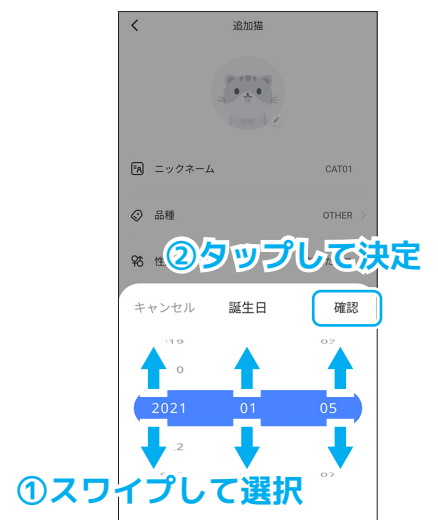 追加猫
ニックネーム CAT01
品種 OTHER
性
②タップして決定
キャンセル 誕生日 確認
2021 01 05
①スワイプして選択